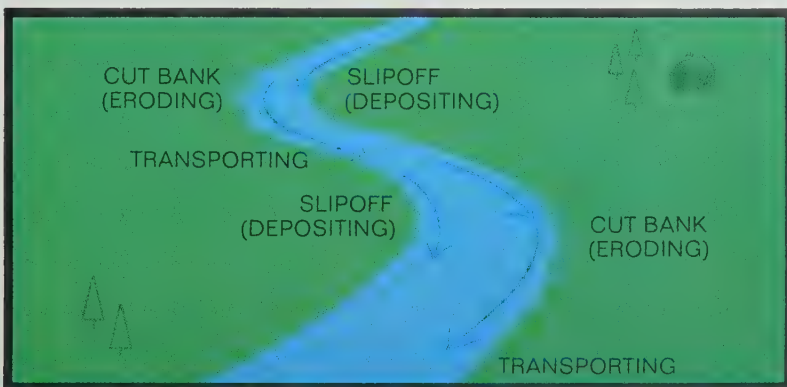 CUT BANK
(ERODING)
SLIPOFF
(DEPOSITING)
TRANSPORTING
SLIPOFF
(DEPOSITING)
CUT BANK
(ERODING)
TRANSPORTING